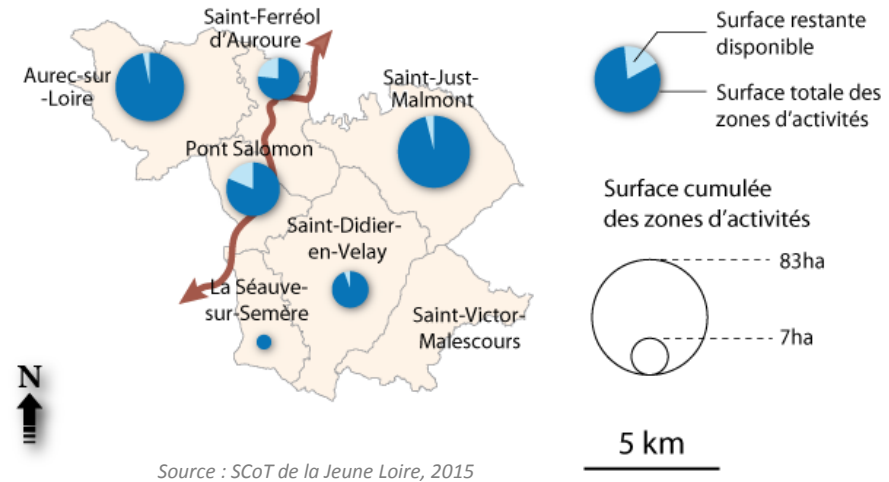 Saint-Ferréol
d'Auroure
Aurec-sur
-Loire
Saint-Just-
Malmont
Pont Salomon
Saint-Didier-
en-Velay
La Séauve-
sur-Semère
Saint-Victor-
Malescours
N
Source : SCoT de la Jeune Loire, 2015
Surface restante
disponible
Surface totale des
zones d'activités
Surface cumulée
des zones d'activités
83ha
7ha
5 km